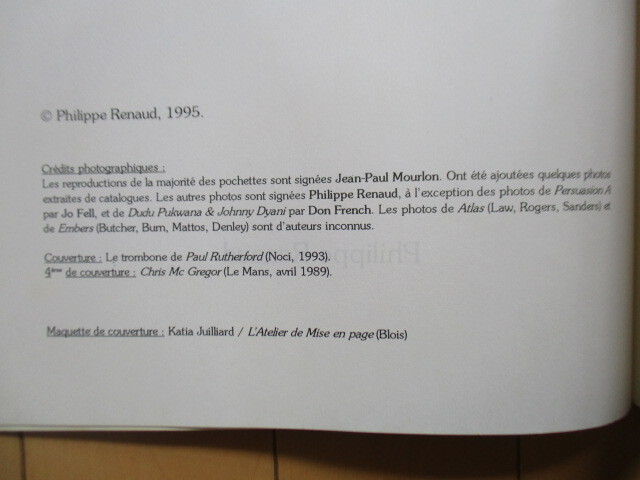 © Philippe Renaud, 1995.
Crédits photographiques :
Les reproductions de la majorité des pochettes sont signées Jean-Paul Mourlon. Ont été ajoutées quelques photos
extraites de catalogues. Les autres photos sont signées Philippe Renaud, à l'exception des photos de Persuasion A
par Jo Fell, et de Dudu Pukwana & Johnny Dyani par Don French. Les photos de Atlas (Law, Rogers, Sanders) et
de Embers (Butcher, Burn, Mattos, Denley) sont d'auteurs inconnus.
Couverture : Le trombone de Paul Rutherford (Noci, 1993).
4ème de couverture : Chris Mc Gregor (Le Mans, avril 1989).
Maquette de couverture : Katia Juilliard / L'Atelier de Mise en page (Blois)